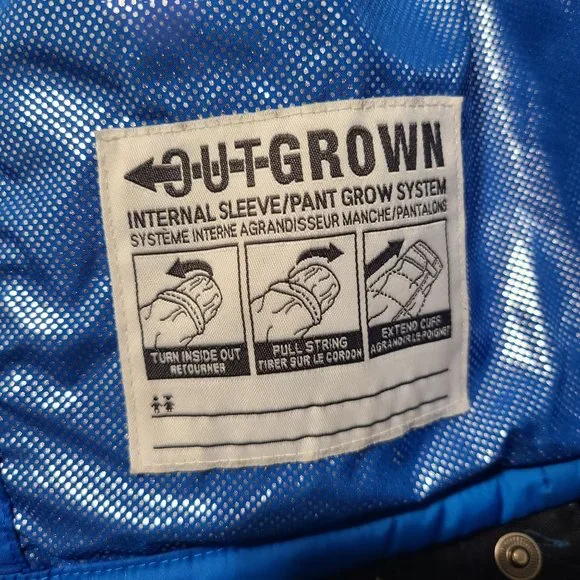 OUTGROWN
INTERNAL SLEEVE/PANT GROW SYSTEM
SYSTÈME INTERNE AGRANDISSEUR MANCHE/PANTALONS
TURN INSIDE OUT
RETOURNER
PULL STRING
TIRER SUR LE CORDON
EXTEND CUFF
AGRANDIR LE POIGNET